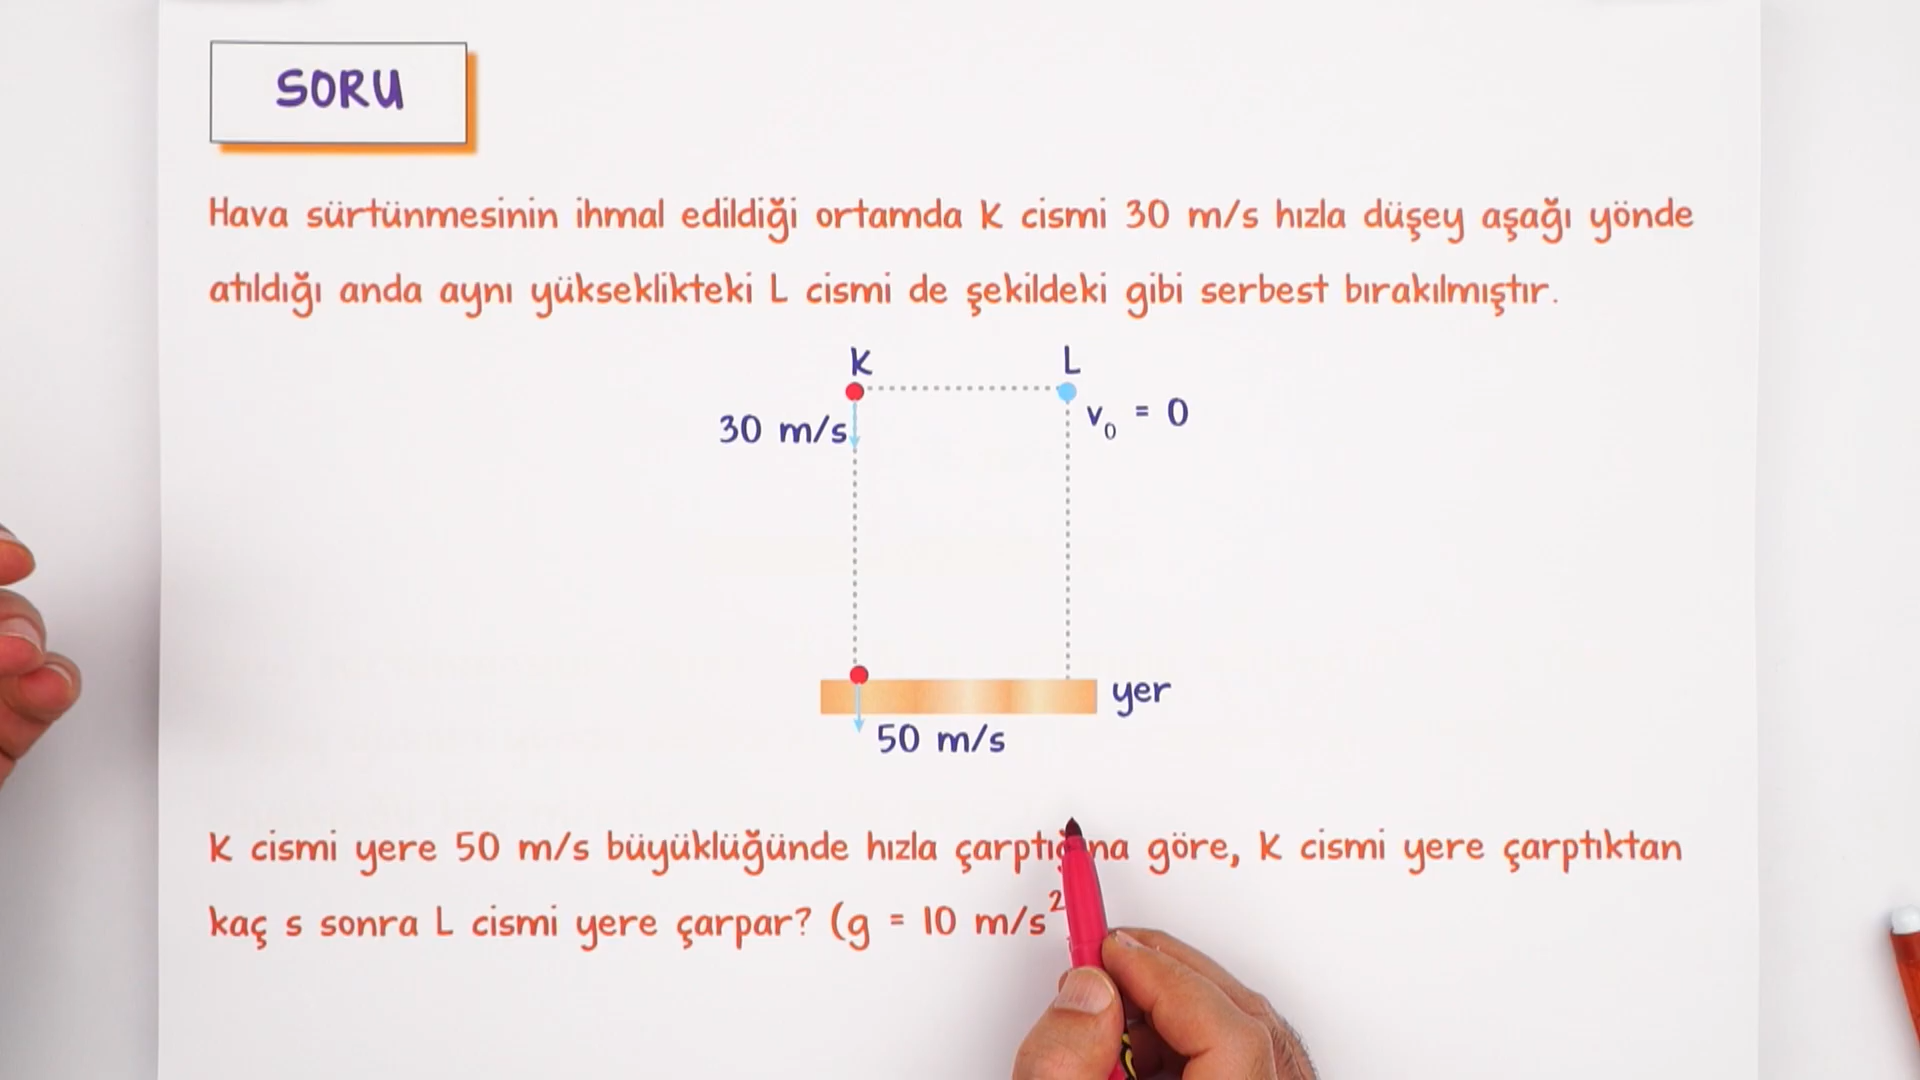 SORU
Hava sürtünmesinin ihmal edildiği ortamda K cismi 30 m/s hızla düşey aşağı yönde
atıldığı anda aynı yükseklikteki L cismi de şekildeki gibi serbest bırakılmıştır.
K
L
30 m/s
v₀ = 0
yer
50 m/s
K cismi yere 50 m/s büyüklüğünde hızla çarptığına göre, K cismi yere çarptıktan
kaç s sonra L cismi yere çarpar? (g = 10 m/s²